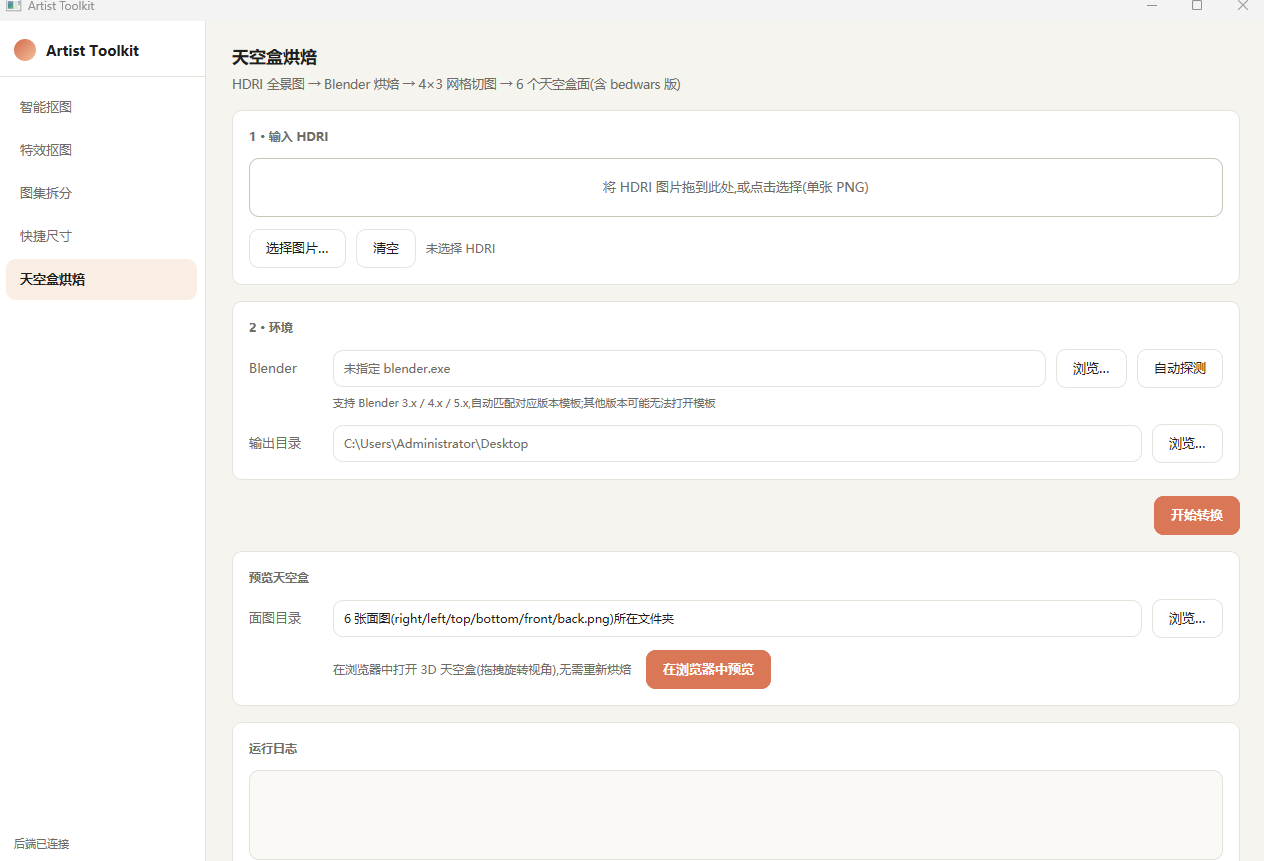 Artist Toolkit
Artist Toolkit
智能抠图
特效抠图
图集拆分
快捷尺寸
天空盒烘焙
后端已连接
天空盒烘焙
HDRI 全景图 → Blender 烘焙 → 4×3 网格切图 → 6 个天空盒面(含 bedwars 版)
1 · 输入 HDRI
将 HDRI 图片拖到此处,或点击选择(单张 PNG)
选择图片... 清空 未选择 HDRI
2 · 环境
Blender 未指定 blender.exe 浏览... 自动探测
支持 Blender 3.x / 4.x / 5.x,自动匹配对应版本模板;其他版本可能无法打开模板
输出目录 C:\Users\Administrator\Desktop 浏览...
开始转换
预览天空盒
面图目录 6 张面图(right/left/top/bottom/front/back.png)所在文件夹 浏览...
在浏览器中打开 3D 天空盒(拖拽旋转视角),无需重新烘焙 在浏览器中预览
运行日志